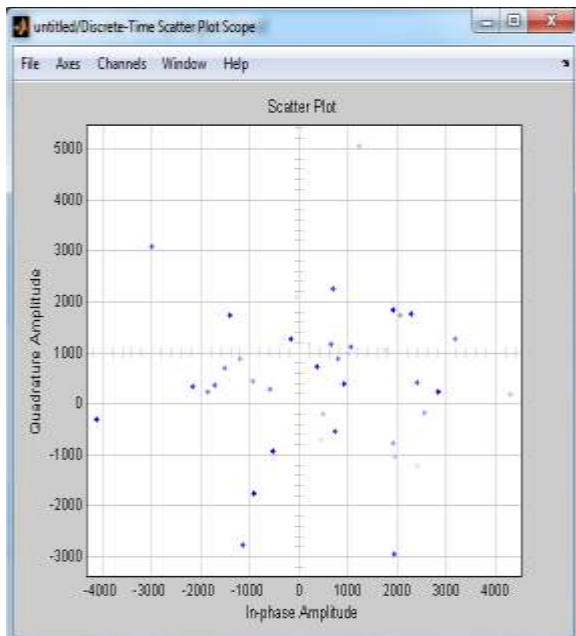 untitled/Discrete-Time Scatter Plot Scope
File Axes Channels Window Help
Scatter Plot
Quadrature Amplitude
5000
4000
3000
2000
1000
0
-1000
-2000
-3000
-4000 -3000 -2000 -1000 0 1000 2000 3000 4000
In-phase Amplitude